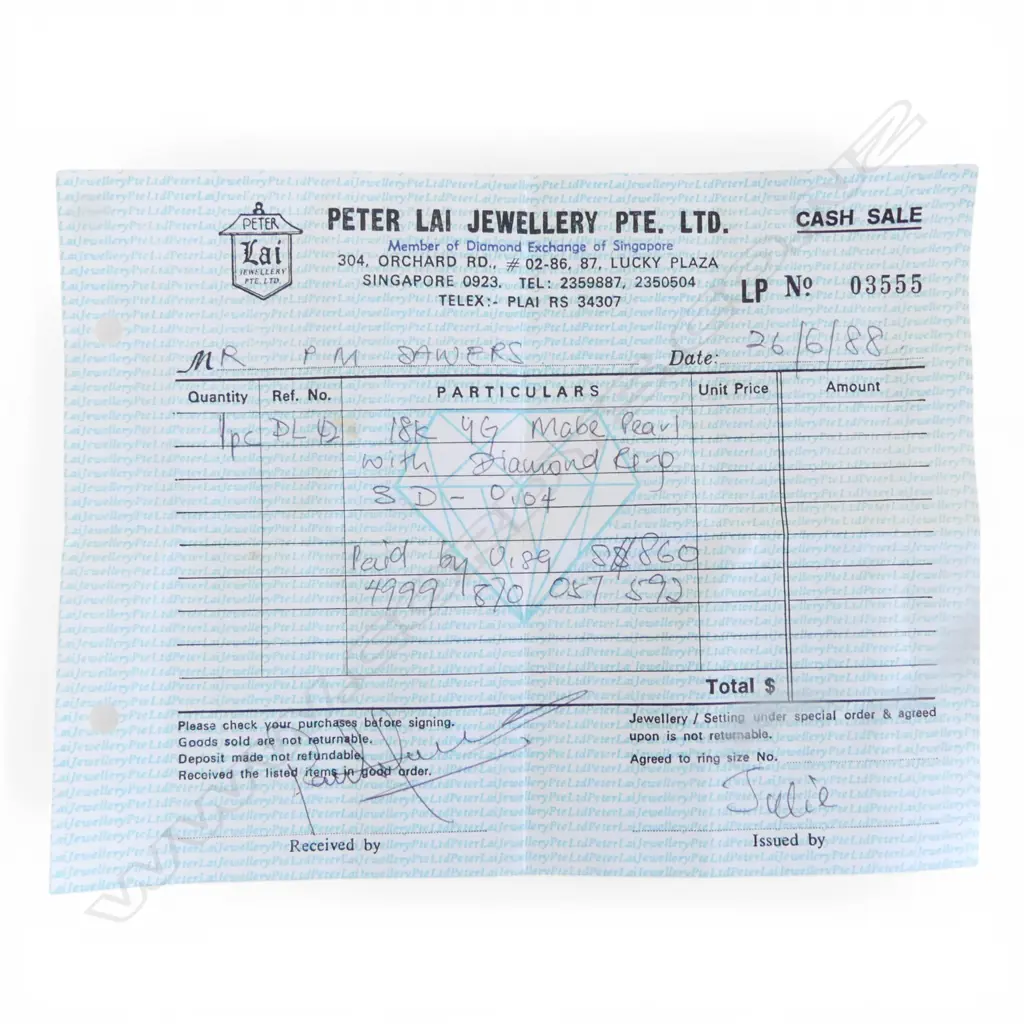 PETER
Lai
JEWELLERY
PTE. LTD.
PETER LAI JEWELLERY PTE. LTD.
Member of Diamond Exchange of Singapore
304, ORCHARD RD., # 02-86, 87, LUCKY PLAZA
SINGAPORE 0923. TEL: 2359887, 2350504
TELEX:- PLAI RS 34307
CASH SALE
LP Nº 03555
MR P M SAWERS Date: 26/6/88
Quantity Ref. No. PARTICULARS Unit Price Amount
1pc DL 18K YG Mabe Pearl
with Diamond Ring
3 D - 0.04
Paid by Visa S$860
4999 870 057 592
Total $
Please check your purchases before signing.
Goods sold are not returnable.
Deposit made not refundable.
Received the listed items in good order.
Received by
Jewellery / Setting under special order & agreed
upon is not returnable.
Agreed to ring size No.
Julie
Issued by